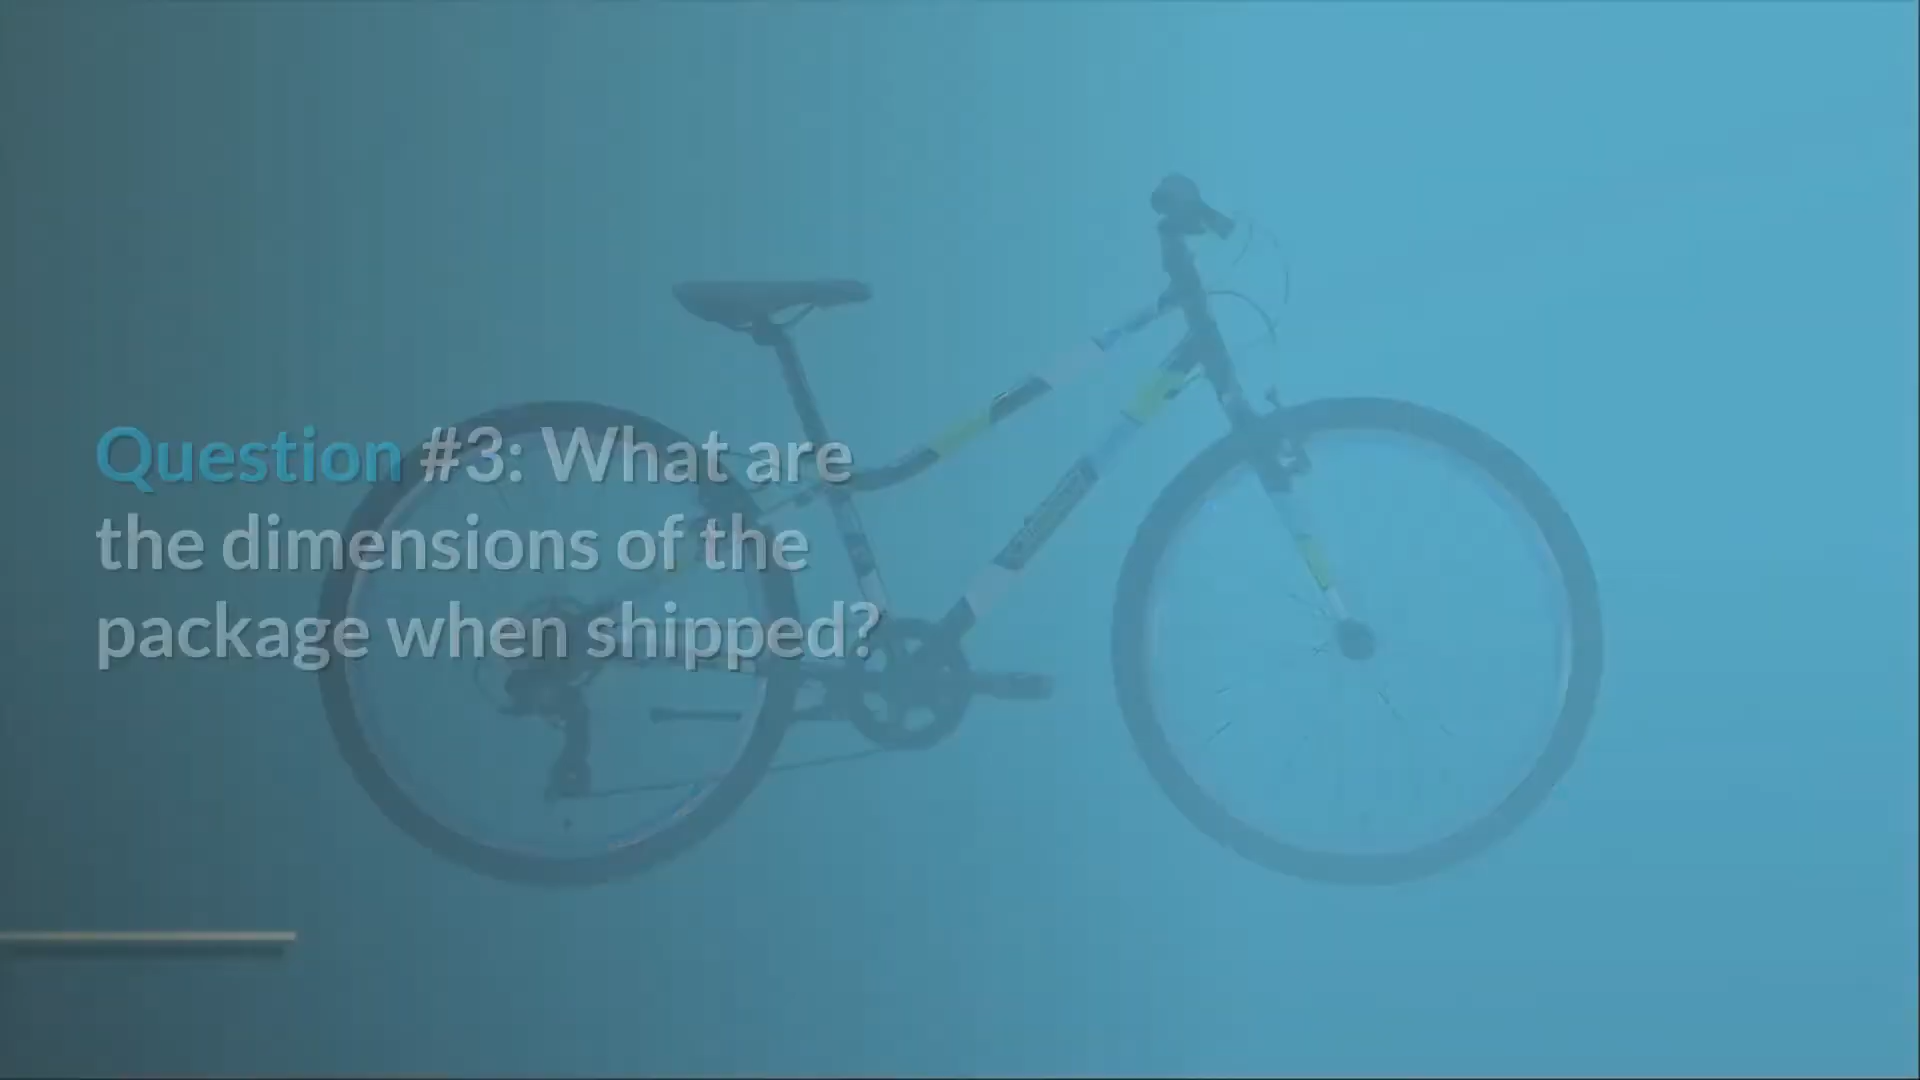 Question #3: What are
the dimensions of the
package when shipped?